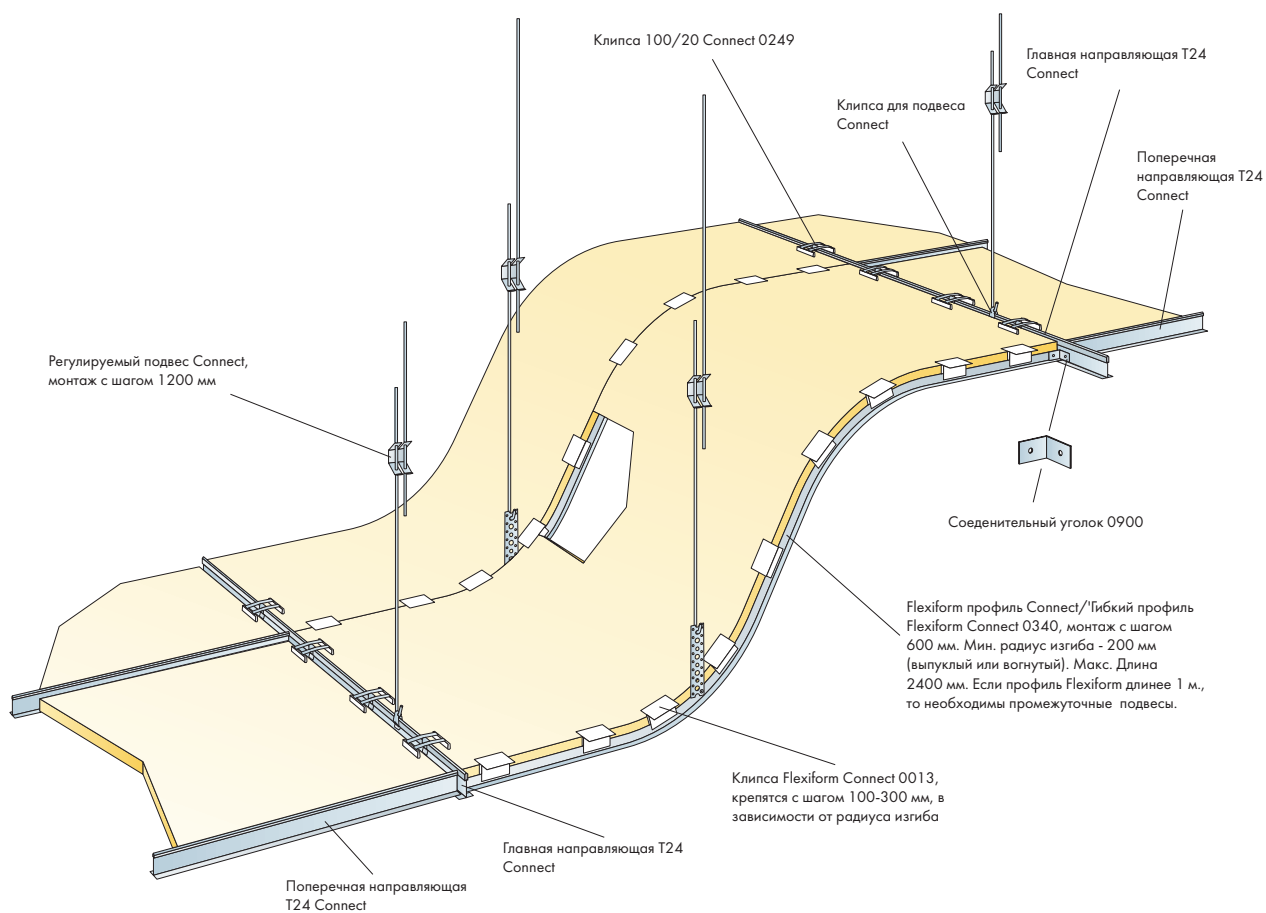 Клипса 100/20 Connect 0249
Главная направляющая T24
Connect
Клипса для подвеса
Connect
Поперечная
направляющая T24
Connect
Регулируемый подвес Connect,
монтаж с шагом 1200 мм
Соеденительный уголок 0900
Flexiform профиль Connect/'Гибкий профиль
Flexiform Connect 0340, монтаж с шагом
600 мм. Мин. радиус изгиба - 200 мм
(выпуклый или вогнутый). Макс. Длина
2400 мм. Если профиль Flexiform длинее 1 м.,
то необходимы промежуточные подвесы.
Клипса Flexiform Connect 0013,
крепятся с шагом 100-300 мм, в
зависимости от радиуса изгиба
Главная направляющая T24
Connect
Поперечная направляющая
T24 Connect